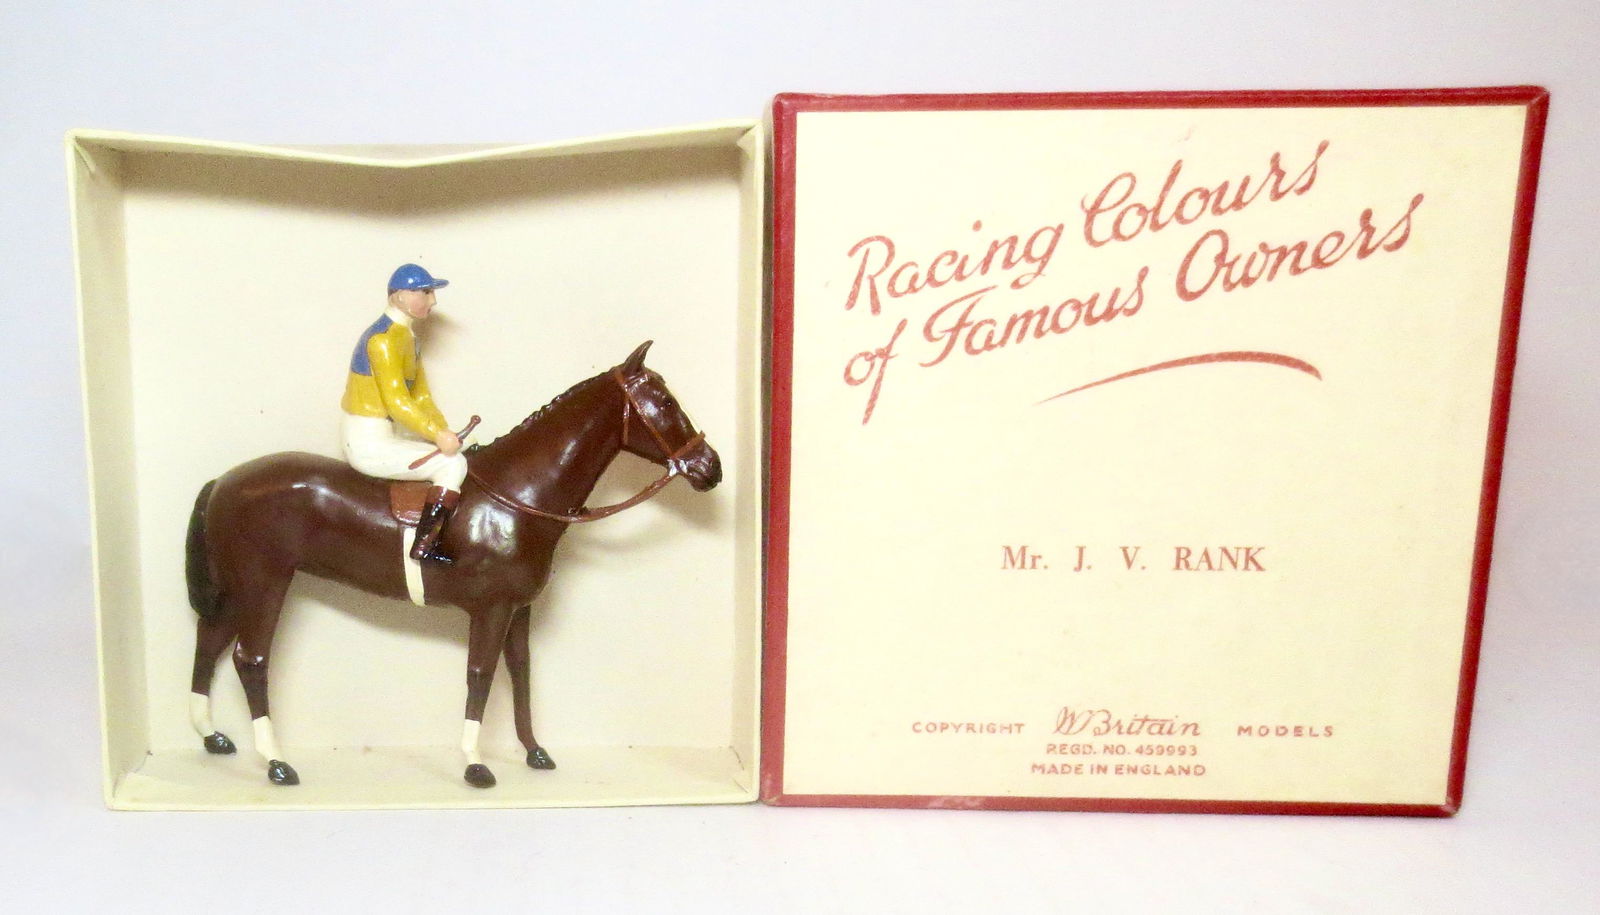 Racing Colours
of Famous Owners
Mr. J. V. RANK
COPYRIGHT W Britain MODELS
REGD. NO. 459993
MADE IN ENGLAND